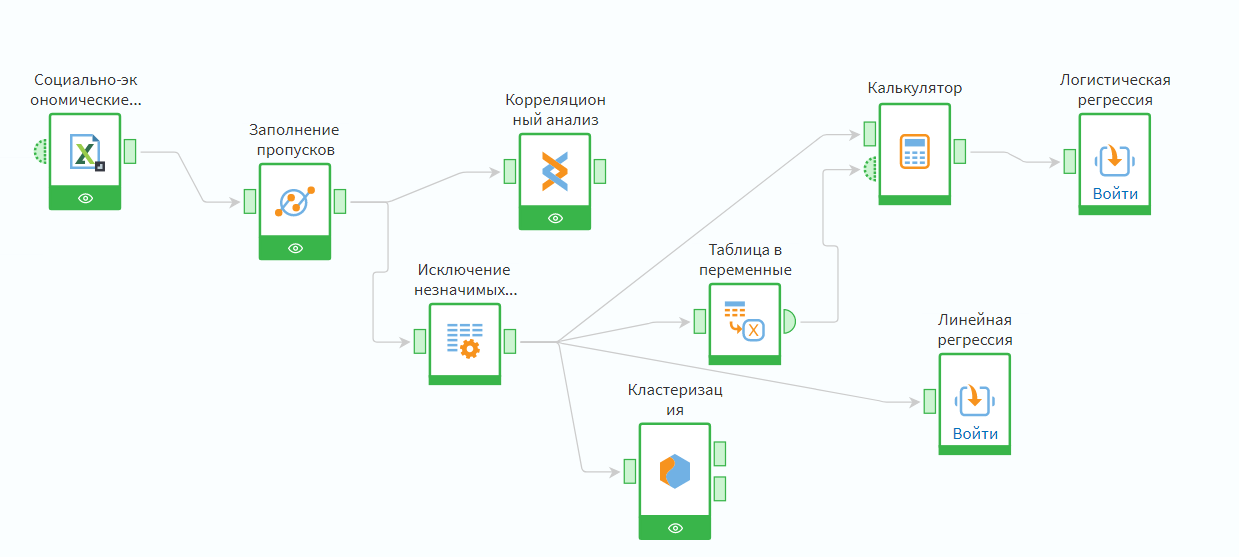 Социально-эк
ономические...
Заполнение
пропусков
Корреляцион
ный анализ
Исключение
незначимых...
Таблица в
переменные
X
Кластеризац
ия
Калькулятор
Логистическая
регрессия
Войти
Линейная
регрессия
Войти